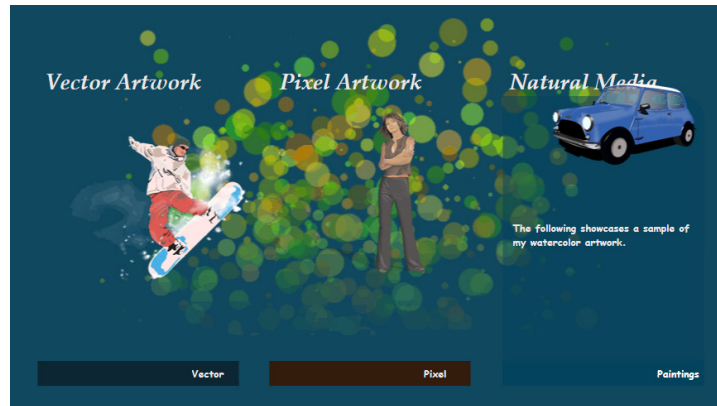 Vector Artwork
Pixel Artwork
Natural Media
The following showcases a sample of
my watercolor artwork.
Vector
Pixel
Paintings